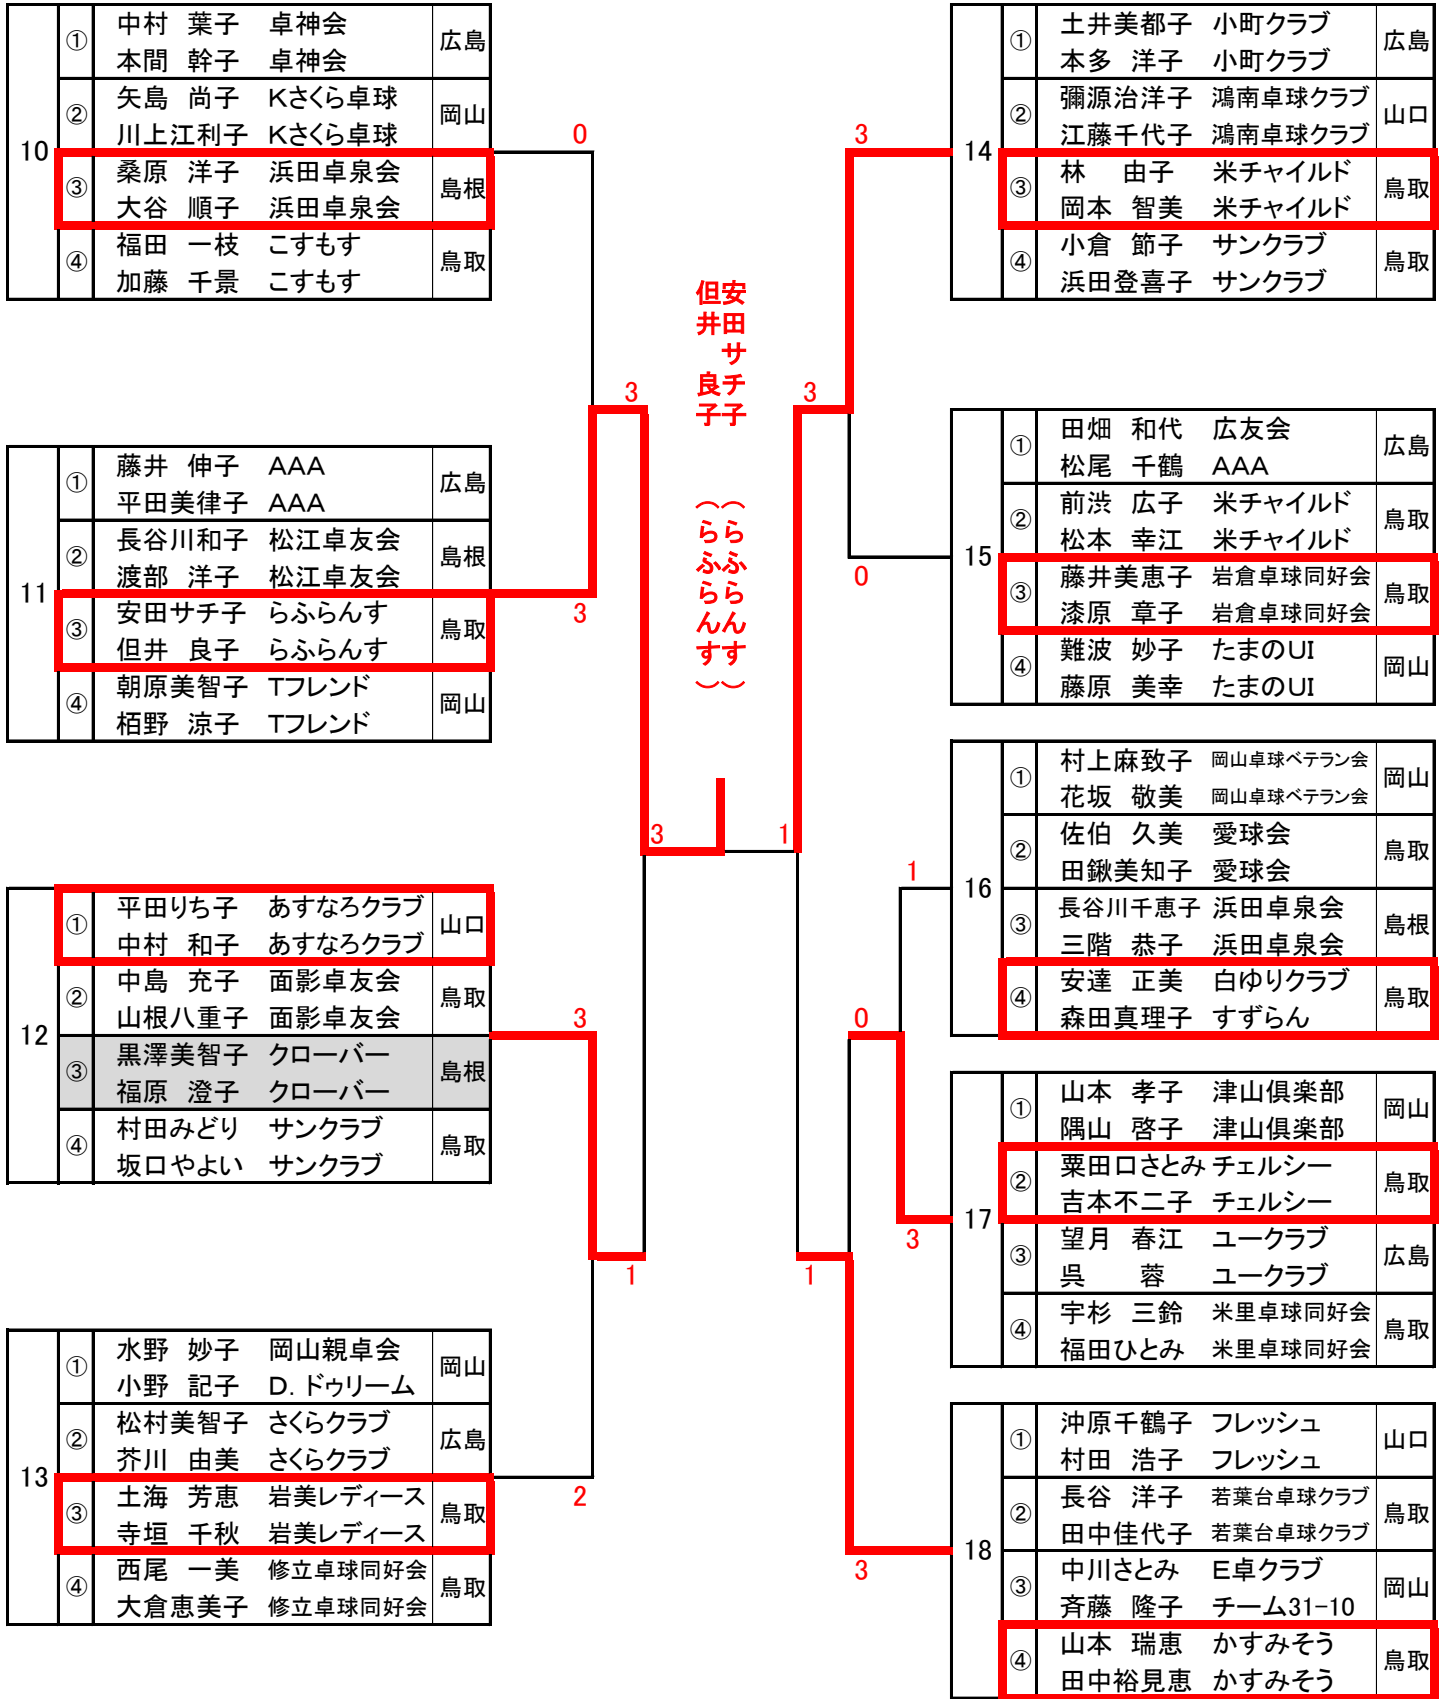 10
① 中村 葉子 卓神会 広島
本間 幹子 卓神会
② 矢島 尚子 Kさくら卓球 岡山
川上江利子 Kさくら卓球
③ 桑原 洋子 浜田卓泉会 島根
大谷 順子 浜田卓泉会
④ 福田 一枝 こすもす 鳥取
加藤 千景 こすもす
11
① 藤井 伸子 AAA 広島
平田美律子 AAA
② 長谷川和子 松江卓友会 島根
渡部 洋子 松江卓友会
③ 安田サチ子 らふらんす 鳥取
但井 良子 らふらんす
④ 朝原美智子 Tフレンド 岡山
栢野 涼子 Tフレンド
12
① 平田りち子 あすなろクラブ 山口
中村 和子 あすなろクラブ
② 中島 充子 面影卓友会 鳥取
山根八重子 面影卓友会
③ 黒澤美智子 クローバー 島根
福原 澄子 クローバー
④ 村田みどり サンクラブ 鳥取
坂口やよい サンクラブ
13
① 水野 妙子 岡山親卓会 岡山
小野 記子 D.ドゥリーム
② 松村美智子 さくらクラブ 広島
芥川 由美 さくらクラブ
③ 土海 芳恵 岩美レディース 鳥取
寺垣 千秋 岩美レディース
④ 西尾 一美 修立卓球同好会 鳥取
大倉恵美子 修立卓球同好会
0
3
3
3
1
2
3
安田サチ子 (らふらんす)
但井 良子 (らふらんす)
1
3
3
0
1
0
3
1
3
14
① 土井美都子 小町クラブ 広島
本多 洋子 小町クラブ
② 彌源治洋子 鴻南卓球クラブ 山口
江藤千代子 鴻南卓球クラブ
③ 林 由子 米チャイルド 鳥取
岡本 智美 米チャイルド
④ 小倉 節子 サンクラブ 鳥取
浜田登喜子 サンクラブ
15
① 田畑 和代 広友会 広島
松尾 千鶴 AAA
② 前渋 広子 米チャイルド 鳥取
松本 幸江 米チャイルド
③ 藤井美恵子 岩倉卓球同好会 鳥取
漆原 章子 岩倉卓球同好会
④ 難波 妙子 たまのUI 岡山
藤原 美幸 たまのUI
16
① 村上麻致子 岡山卓球ベテラン会 岡山
花坂 敬美 岡山卓球ベテラン会
② 佐伯 久美 愛球会 鳥取
田鍬美知子 愛球会
③ 長谷川千恵子 浜田卓泉会 島根
三階 恭子 浜田卓泉会
④ 安達 正美 白ゆりクラブ 鳥取
森田真理子 すずらん
17
① 山本 孝子 津山倶楽部 岡山
隅山 啓子 津山倶楽部
② 粟田口さとみ チェルシー 鳥取
吉本不二子 チェルシー
③ 望月 春江 ユークラブ 広島
呉 蓉 ユークラブ
④ 宇杉 三鈴 米里卓球同好会 鳥取
福田ひとみ 米里卓球同好会
18
① 沖原千鶴子 フレッシュ 山口
村田 浩子 フレッシュ
② 長谷 洋子 若葉台卓球クラブ 鳥取
田中佳代子 若葉台卓球クラブ
③ 中川さとみ E卓クラブ 岡山
斉藤 隆子 チーム31-10
④ 山本 瑞恵 かすみそう 鳥取
田中裕見恵 かすみそう